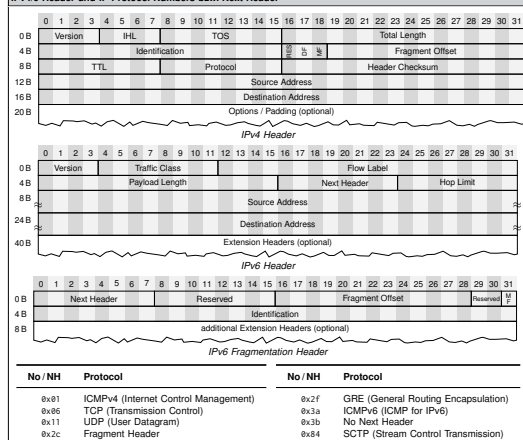 0 1 2 3 4 5 6 7 8 9 10 11 12 13 14 15 16 17 18 19 20 21 22 23 24 25 26 27 28 29 30 31
0 B Version IHL TOS Total Length
4 B Identification RES DF MF Fragment Offset
8 B TTL Protocol Header Checksum
12 B Source Address
16 B Destination Address
20 B Options / Padding (optional)
IPv4 Header
0 1 2 3 4 5 6 7 8 9 10 11 12 13 14 15 16 17 18 19 20 21 22 23 24 25 26 27 28 29 30 31
0 B Version Traffic Class Flow Label
4 B Payload Length Next Header Hop Limit
8 B Source Address
24 B Destination Address
40 B Extension Headers (optional)
IPv6 Header
0 1 2 3 4 5 6 7 8 9 10 11 12 13 14 15 16 17 18 19 20 21 22 23 24 25 26 27 28 29 30 31
0 B Next Header Reserved Fragment Offset Reserved MF
4 B Identification
8 B additional Extension Headers (optional)
IPv6 Fragmentation Header
No / NH Protocol No / NH Protocol
0x01 ICMPv4 (Internet Control Management) 0x2f GRE (General Routing Encapsulation)
0x06 TCP (Transmission Control) 0x3a ICMPv6 (ICMP for IPv6)
0x11 UDP (User Datagram) 0x3b No Next Header
0x2c Fragment Header 0x84 SCTP (Stream Control Transmission)